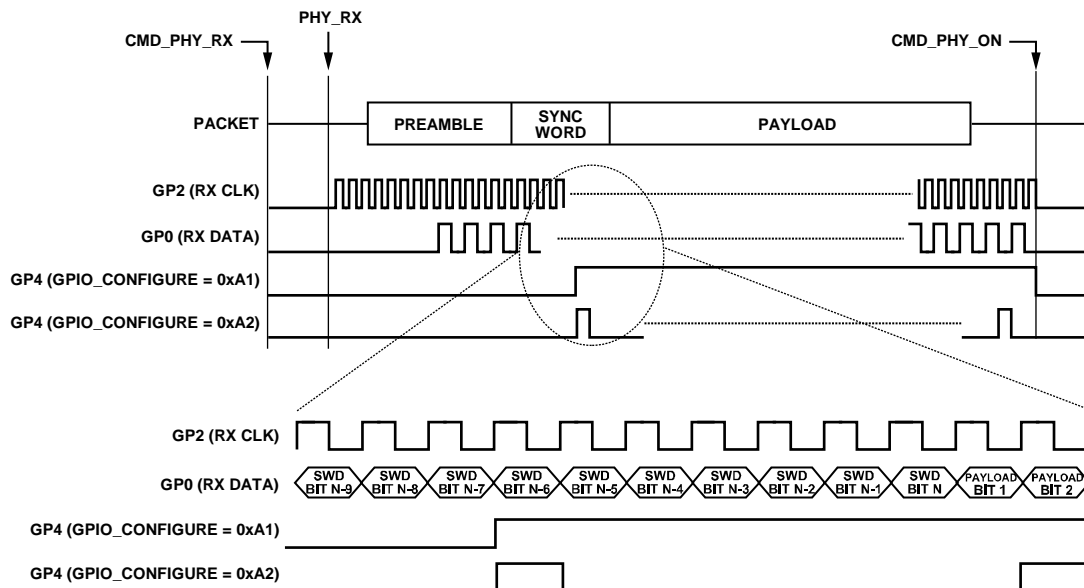 PHY_RX
CMD_PHY_RX
CMD_PHY_ON
PACKET
PREAMBLE
SYNC
WORD
PAYLOAD
GP2 (RX CLK)
GP0 (RX DATA)
GP4 (GPIO_CONFIGURE = 0xA1)
GP4 (GPIO_CONFIGURE = 0xA2)
GP2 (RX CLK)
GP0 (RX DATA)
SWD
BIT N-9
SWD
BIT N-8
SWD
BIT N-7
SWD
BIT N-6
SWD
BIT N-5
SWD
BIT N-4
SWD
BIT N-3
SWD
BIT N-2
SWD
BIT N-1
SWD
BIT N
PAYLOAD
BIT 1
PAYLOAD
BIT 2
GP4 (GPIO_CONFIGURE = 0xA1)
GP4 (GPIO_CONFIGURE = 0xA2)